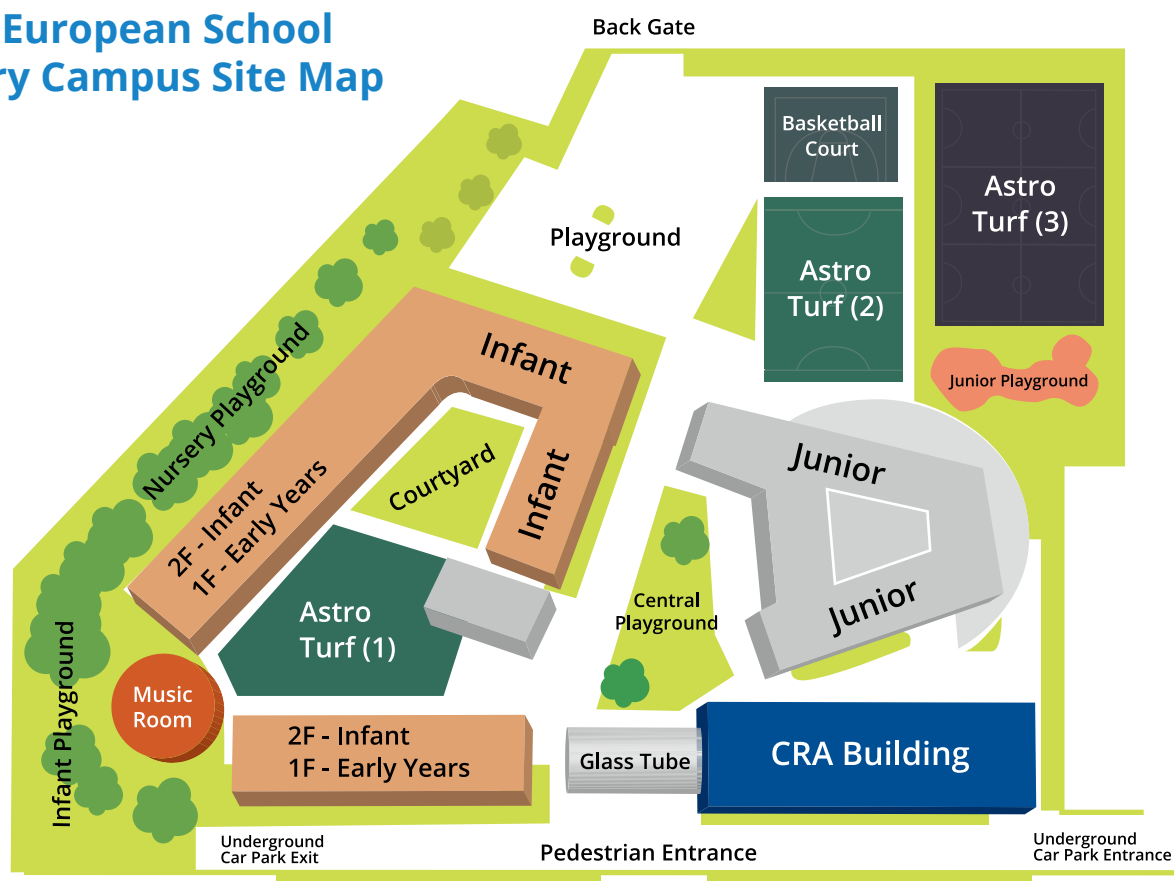 European School
ry Campus Site Map
Back Gate
Basketball
Court
Astro
Turf (3)
Playground
Astro
Turf (2)
Infant
Junior Playground
Nursery Playground
Courtyard
Infant
Junior
2F - Infant
1F - Early Years
Astro
Turf (1)
Central
Playground
Junior
Infant Playground
Music
Room
2F - Infant
1F - Early Years
Glass Tube
CRA Building
Underground
Car Park Exit
Pedestrian Entrance
Underground
Car Park Entrance